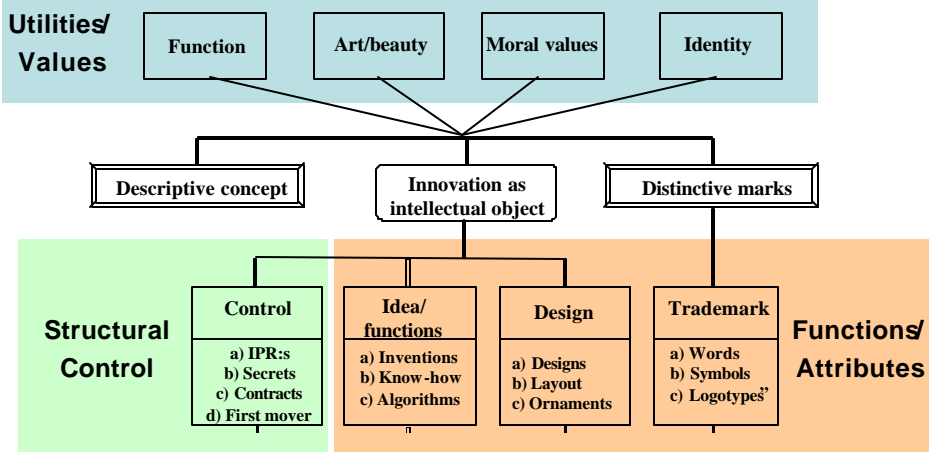 Utilities/
Values
Function
Art/beauty
Moral values
Identity
Descriptive concept
Innovation as
intellectual object
Distinctive marks
Structural
Control
Control
a) IPR:s
b) Secrets
c) Contracts
d) First mover
Idea/
functions
a) Inventions
b) Know-how
c) Algorithms
Design
a) Designs
b) Layout
c) Ornaments
Trademark
a) Words
b) Symbols
c) Logotypes”
Functions/
Attributes